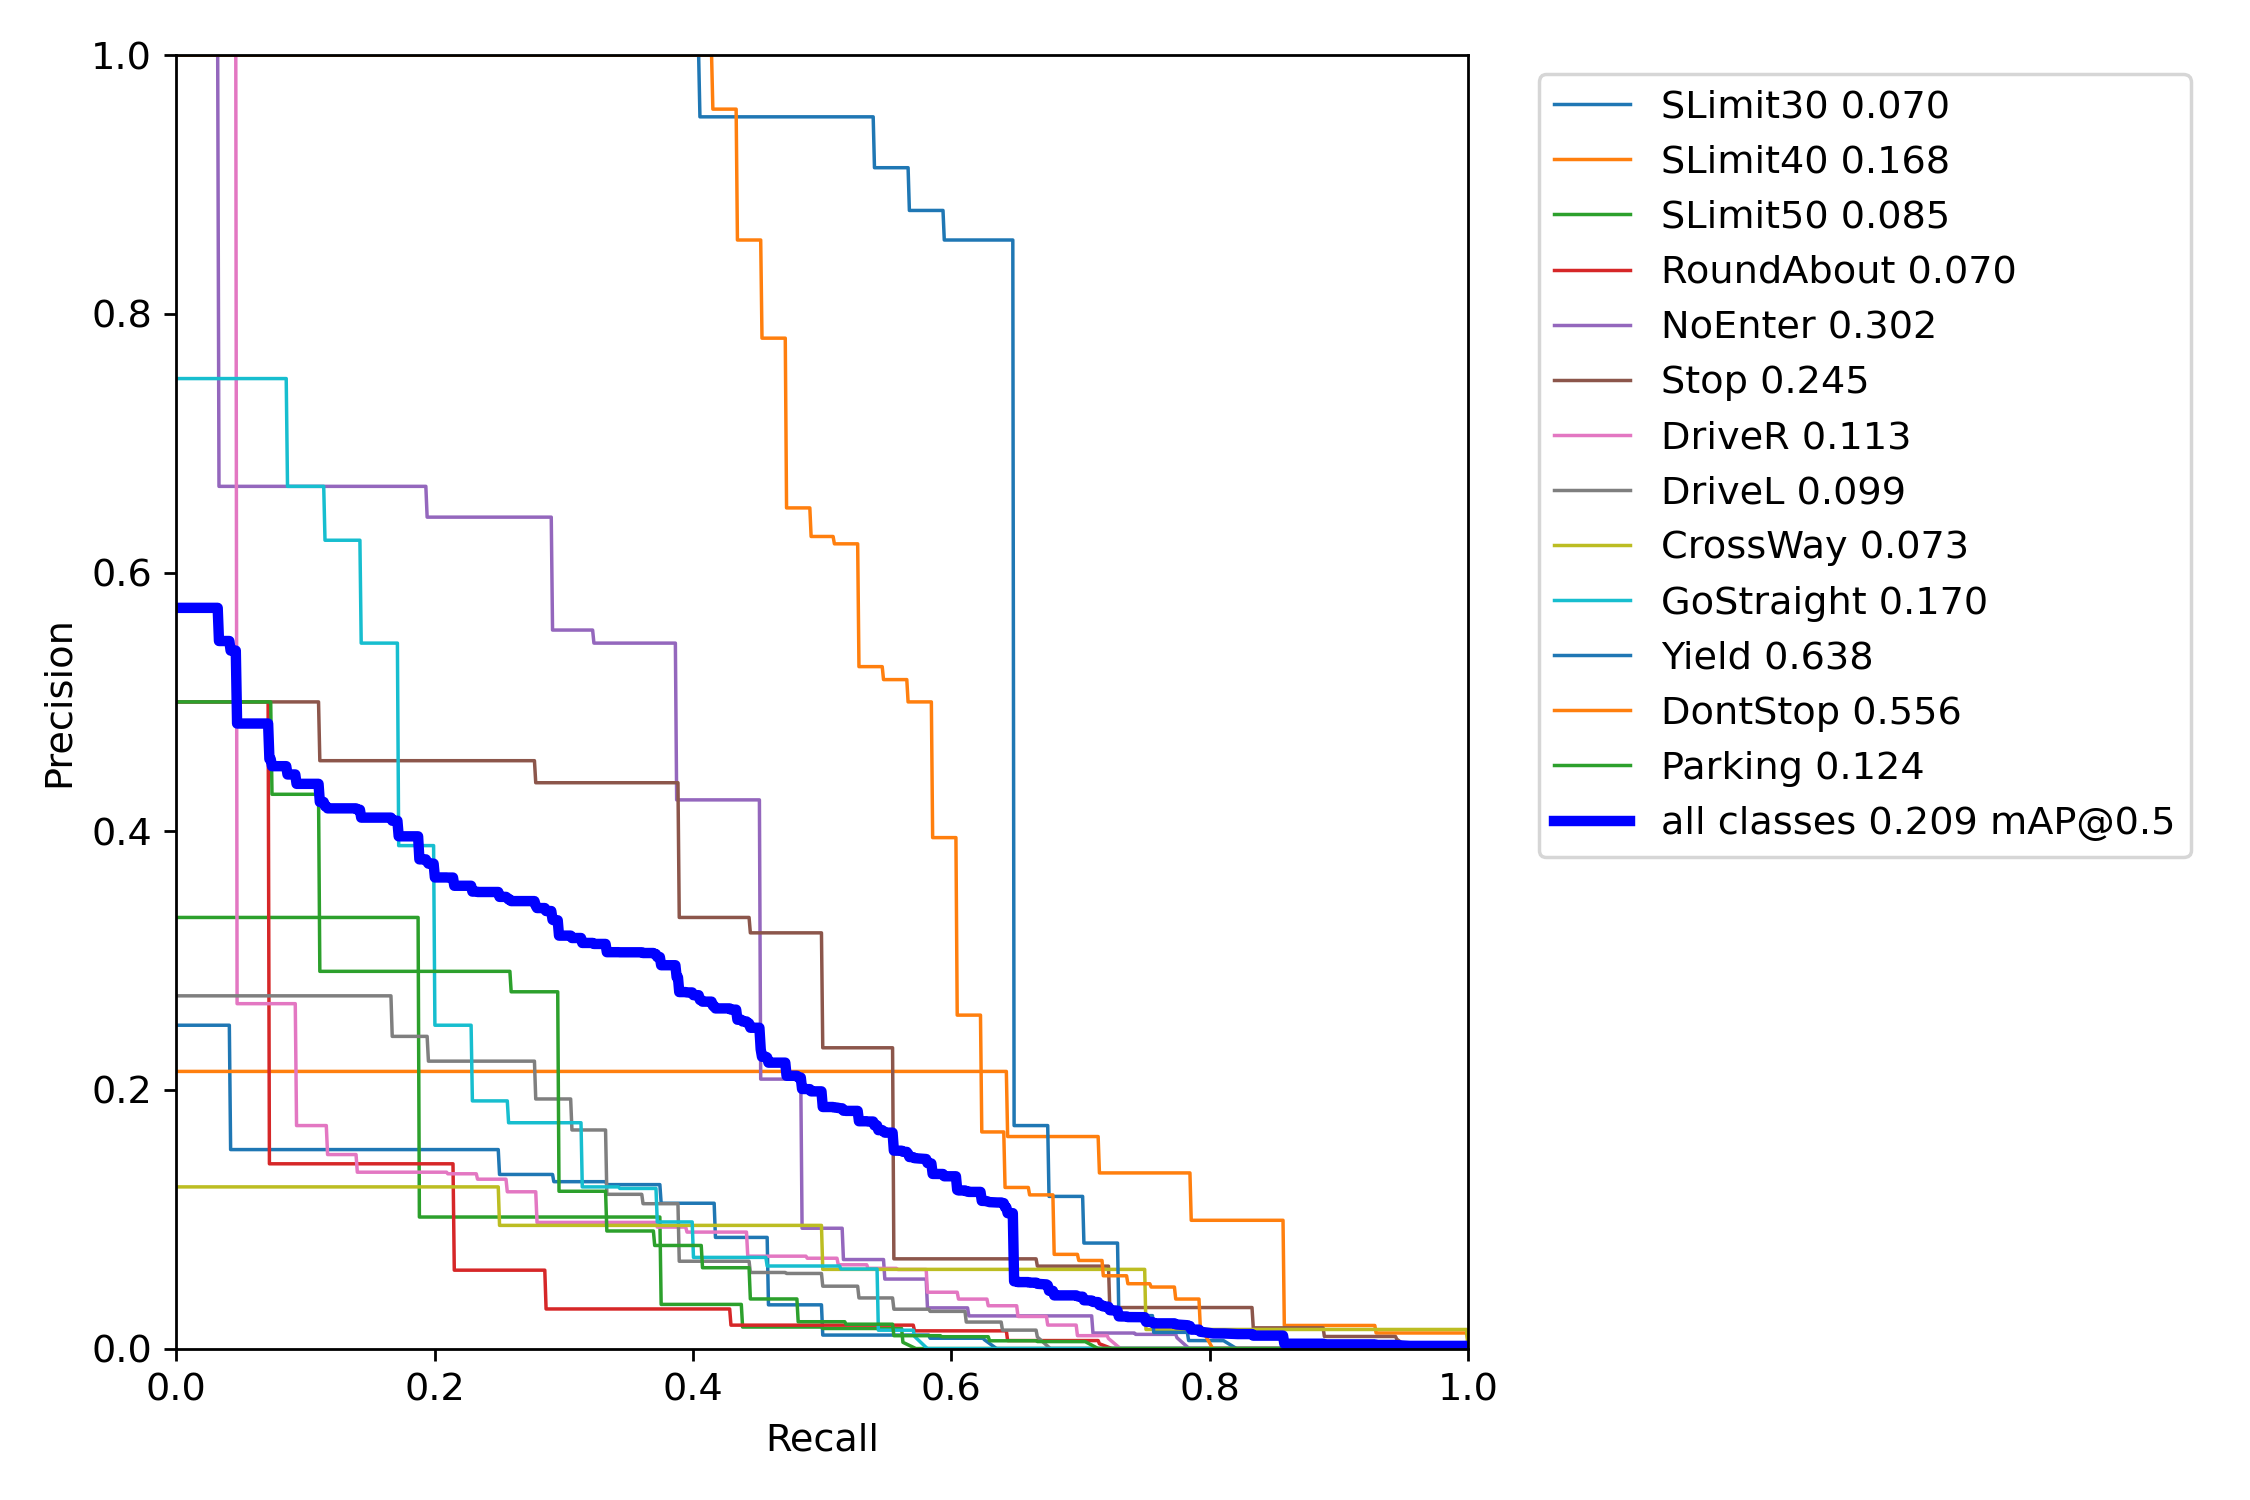 1.0
0.8
0.6
0.4
0.2
0.0
Precision
0.0 0.2 0.4 0.6 0.8 1.0
Recall
SLimit30 0.070
SLimit40 0.168
SLimit50 0.085
RoundAbout 0.070
NoEnter 0.302
Stop 0.245
DriveR 0.113
DriveL 0.099
CrossWay 0.073
GoStraight 0.170
Yield 0.638
DontStop 0.556
Parking 0.124
all classes 0.209 mAP@0.5